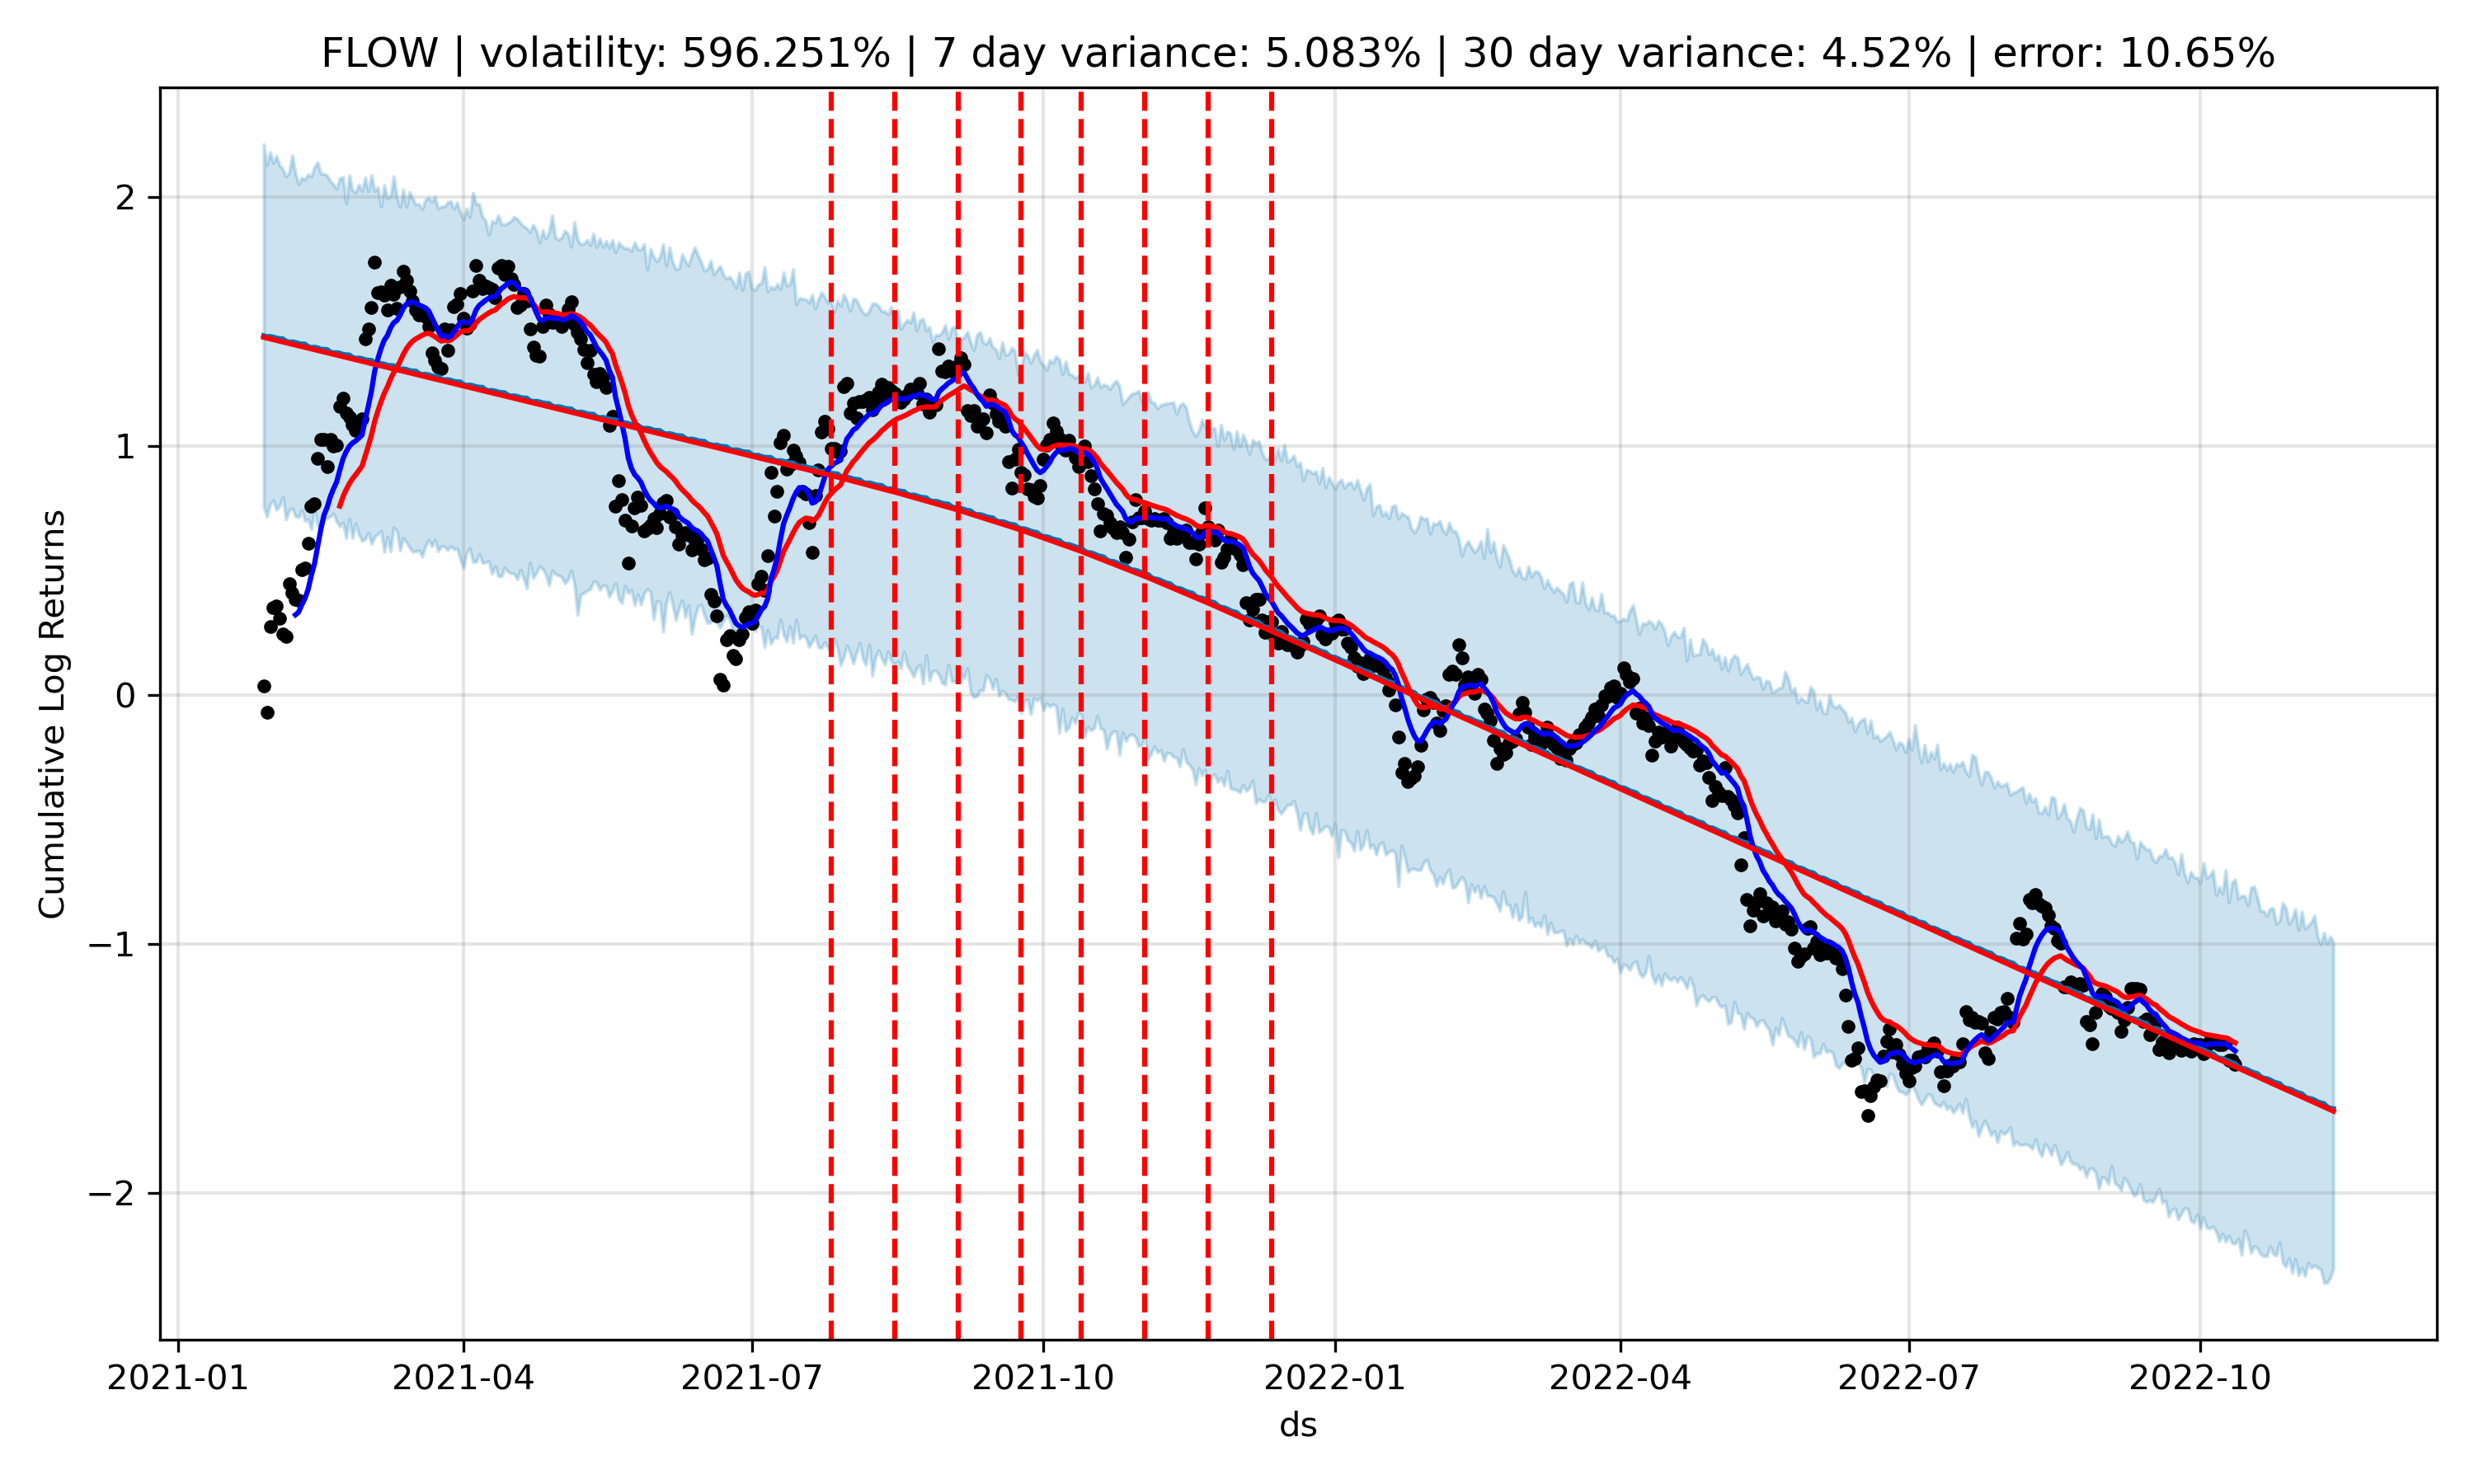 FLOW | volatility: 596.251% | 7 day variance: 5.083% | 30 day variance: 4.52% | error: 10.65%
Cumulative Log Returns
2
1
0
−1
−2
2021-01 2021-04 2021-07 2021-10 2022-01 2022-04 2022-07 2022-10
ds